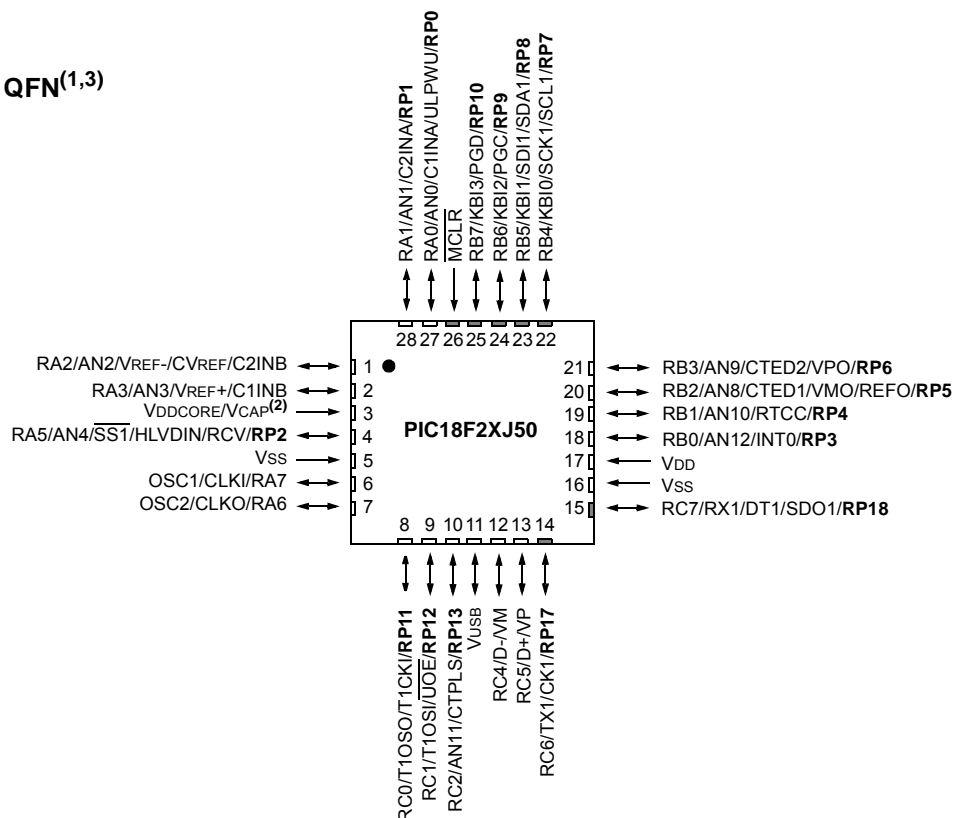 QFN(1,3)
RA1/AN1/C2INA/RP1
RA0/AN0/C1INA/ULPWU/RP0
MCLR
RB7/KBI3/PGD/RP10
RB6/KBI2/PGC/RP9
RB5/KBI1/SDI1/SDA1/RP8
RB4/KBI0/SCK1/SCL1/RP7
28 27 26 25 24 23 22
RA2/AN2/VREF-/CVREF/C2INB 1
RA3/AN3/VREF+/C1INB 2
VDDCORE/VCAP(2) 3
RA5/AN4/SS1/HLVDIN/RCV/RP2 4
VSS 5
OSC1/CLKI/RA7 6
OSC2/CLKO/RA6 7
PIC18F2XJ50
21 RB3/AN9/CTED2/VPO/RP6
20 RB2/AN8/CTED1/VMO/REFO/RP5
19 RB1/AN10/RTCC/RP4
18 RB0/AN12/INT0/RP3
17 VDD
16 VSS
15 RC7/RX1/DT1/SDO1/RP18
8 9 10 11 12 13 14
RC0/T1OSO/T1CKI/RP11
RC1/T1OSI/UOE/RP12
RC2/AN11/CTPLS/RP13
VUSB
RC4/D-/VM
RC5/D+/VP
RC6/TX1/CK1/RP17